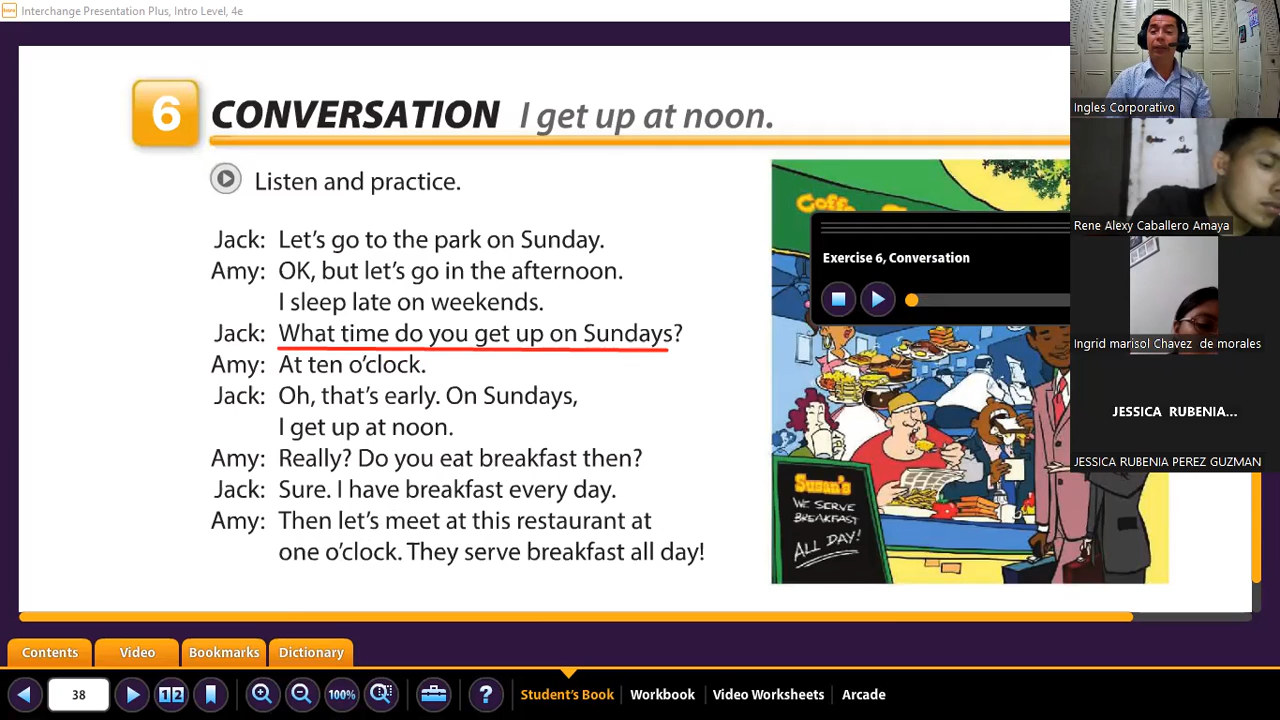 Interchange Presentation Plus, Intro Level, 4e
6 CONVERSATION I get up at noon.
Listen and practice.
Jack: Let's go to the park on Sunday.
Amy: OK, but let's go in the afternoon.
I sleep late on weekends.
Jack: What time do you get up on Sundays?
Amy: At ten o'clock.
Jack: Oh, that's early. On Sundays,
I get up at noon.
Amy: Really? Do you eat breakfast then?
Jack: Sure. I have breakfast every day.
Amy: Then let's meet at this restaurant at
one o'clock. They serve breakfast all day!
Exercise 6, Conversation
Susan's
WE SERVE
BREAKFAST
ALL DAY!
Ingles Corporativo
Rene Alexy Caballero Amaya
Ingrid marisol Chavez de morales
JESSICA RUBENIA...
JESSICA RUBENIA PEREZ GUZMAN
Contents Video Bookmarks Dictionary
38 12 100% ? Student's Book Workbook Video Worksheets Arcade